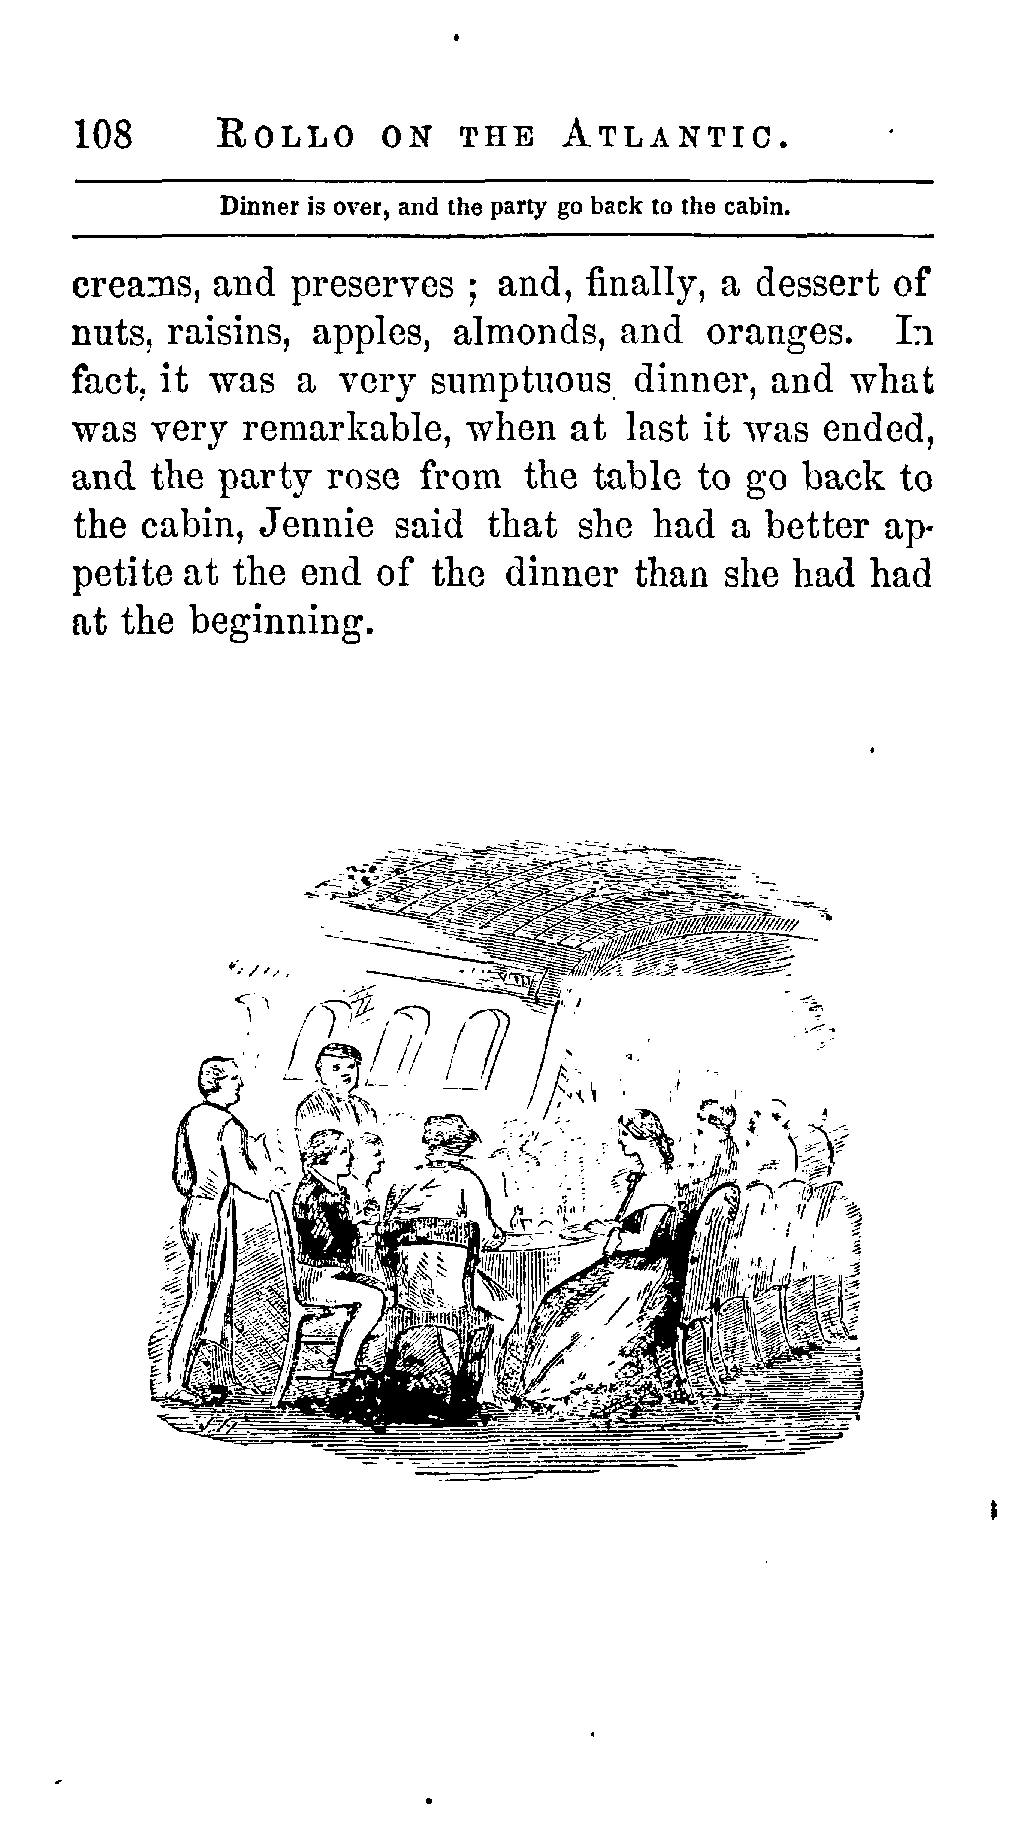 108 ROLLO ON THE ATLANTIC.
Dinner is over, and the party go back to the cabin.
creams, and preserves ; and, finally, a dessert of
nuts, raisins, apples, almonds, and oranges. In
fact, it was a very sumptuous dinner, and what
was very remarkable, when at last it was ended,
and the party rose from the table to go back to
the cabin, Jennie said that she had a better ap-
petite at the end of the dinner than she had had
at the beginning.